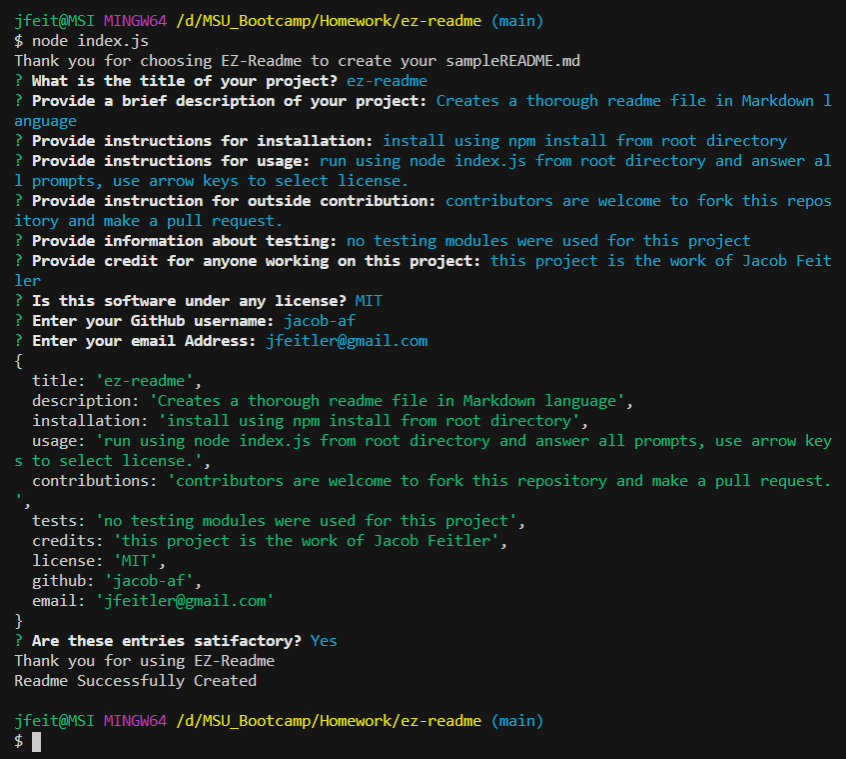 jfeit@MSI MINGW64 /d/MSU_Bootcamp/Homework/ez-readme (main)
$ node index.js
Thank you for choosing EZ-Readme to create your sampleREADME.md
? What is the title of your project? ez-readme
? Provide a brief description of your project: Creates a thorough readme file in Markdown l
anguage
? Provide instructions for installation: install using npm install from root directory
? Provide instructions for usage: run using node index.js from root directory and answer al
l prompts, use arrow keys to select license.
? Provide instruction for outside contribution: contributors are welcome to fork this repos
itory and make a pull request.
? Provide information about testing: no testing modules were used for this project
? Provide credit for anyone working on this project: this project is the work of Jacob Feit
ler
? Is this software under any license? MIT
? Enter your GitHub username: jacob-af
? Enter your email Address: jfeitler@gmail.com
{
  title: 'ez-readme',
  description: 'Creates a thorough readme file in Markdown language',
  installation: 'install using npm install from root directory',
  usage: 'run using node index.js from root directory and answer all prompts, use arrow key
s to select license.',
  contributions: 'contributors are welcome to fork this repository and make a pull request.
',
  tests: 'no testing modules were used for this project',
  credits: 'this project is the work of Jacob Feitler',
  license: 'MIT',
  github: 'jacob-af',
  email: 'jfeitler@gmail.com'
}
? Are these entries satifactory? Yes
Thank you for using EZ-Readme
Readme Successfully Created
jfeit@MSI MINGW64 /d/MSU_Bootcamp/Homework/ez-readme (main)
$